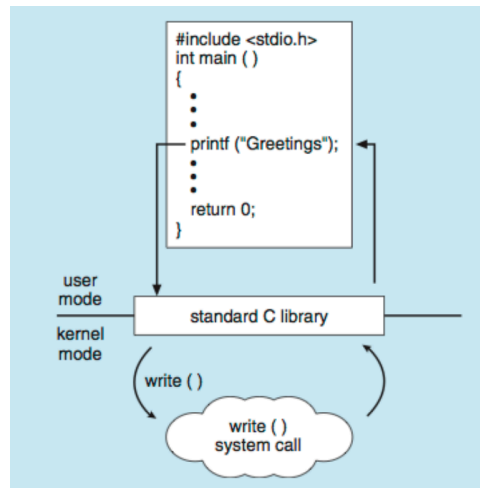 #include <stdio.h>
int main ( )
{
•
•
•
printf ("Greetings");
•
•
•
return 0;
}
user
mode
standard C library
kernel
mode
write ( )
write ( )
system call